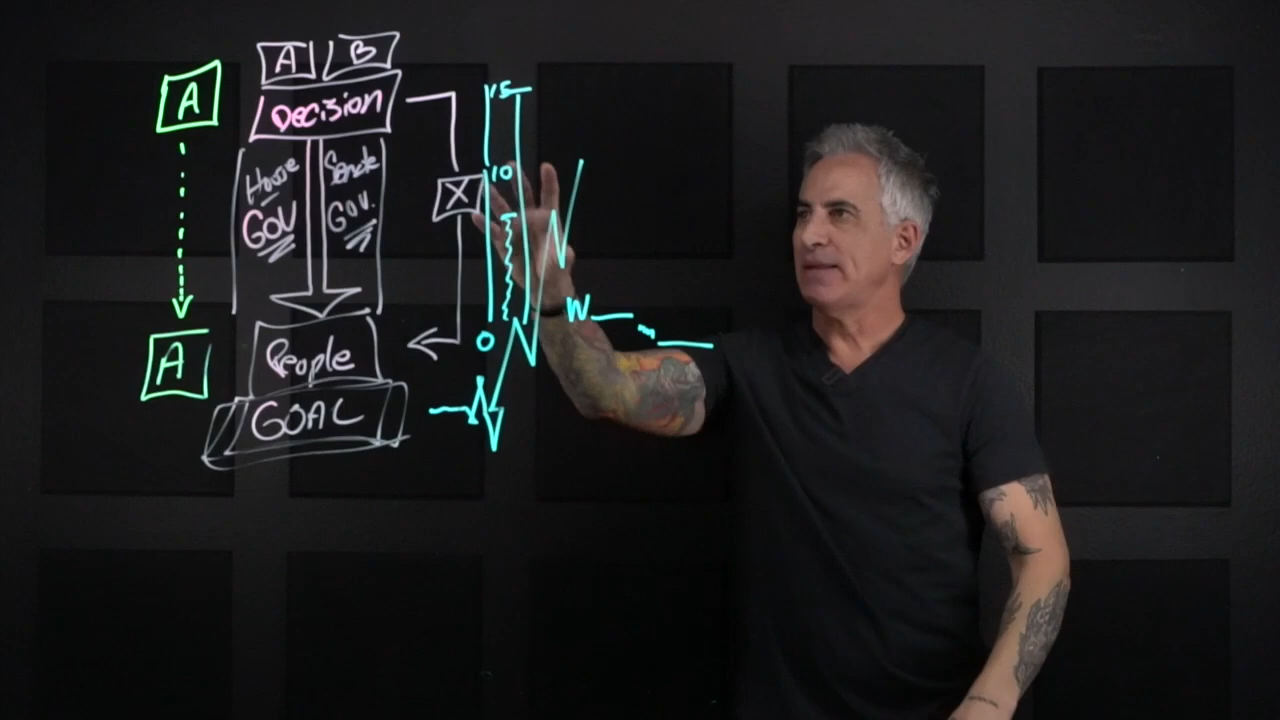 A
A B
Decision
House
GOV
Senate
GOV.
X
15
10
0
W
People
A
GOAL